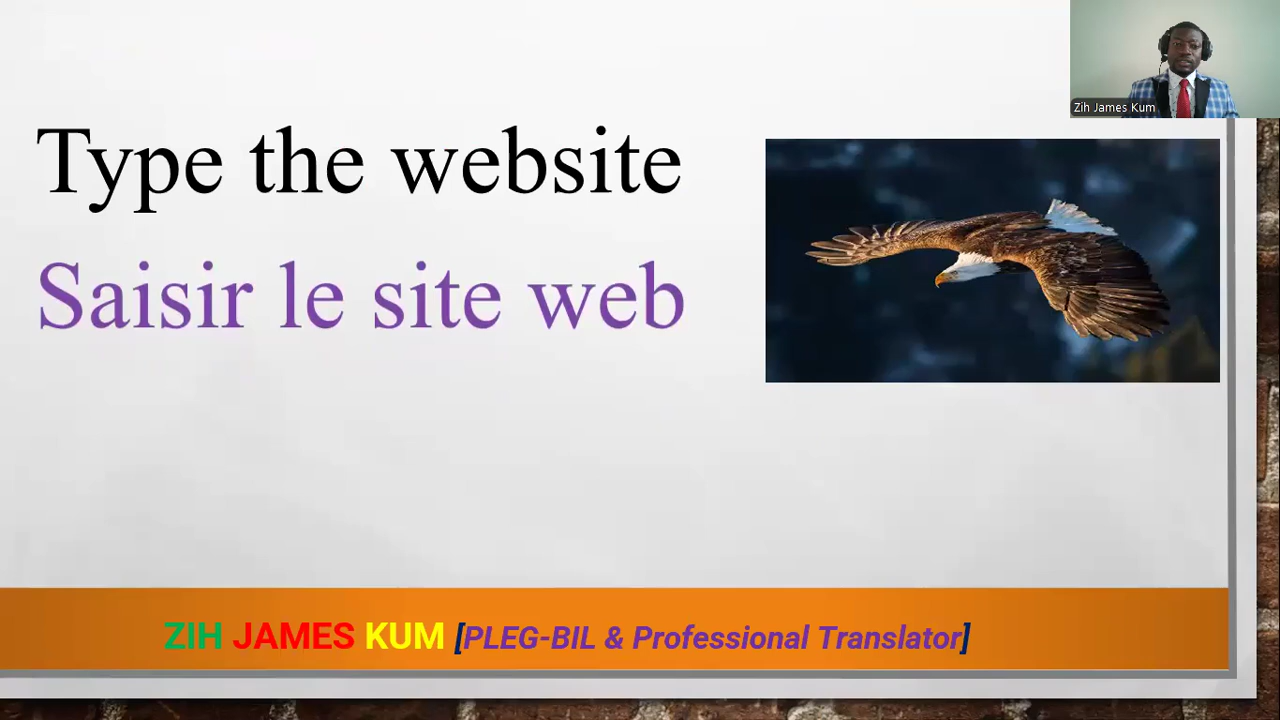 Zih James Kum
Type the website
Saisir le site web
ZIH JAMES KUM [PLEG-BIL & Professional Translator]